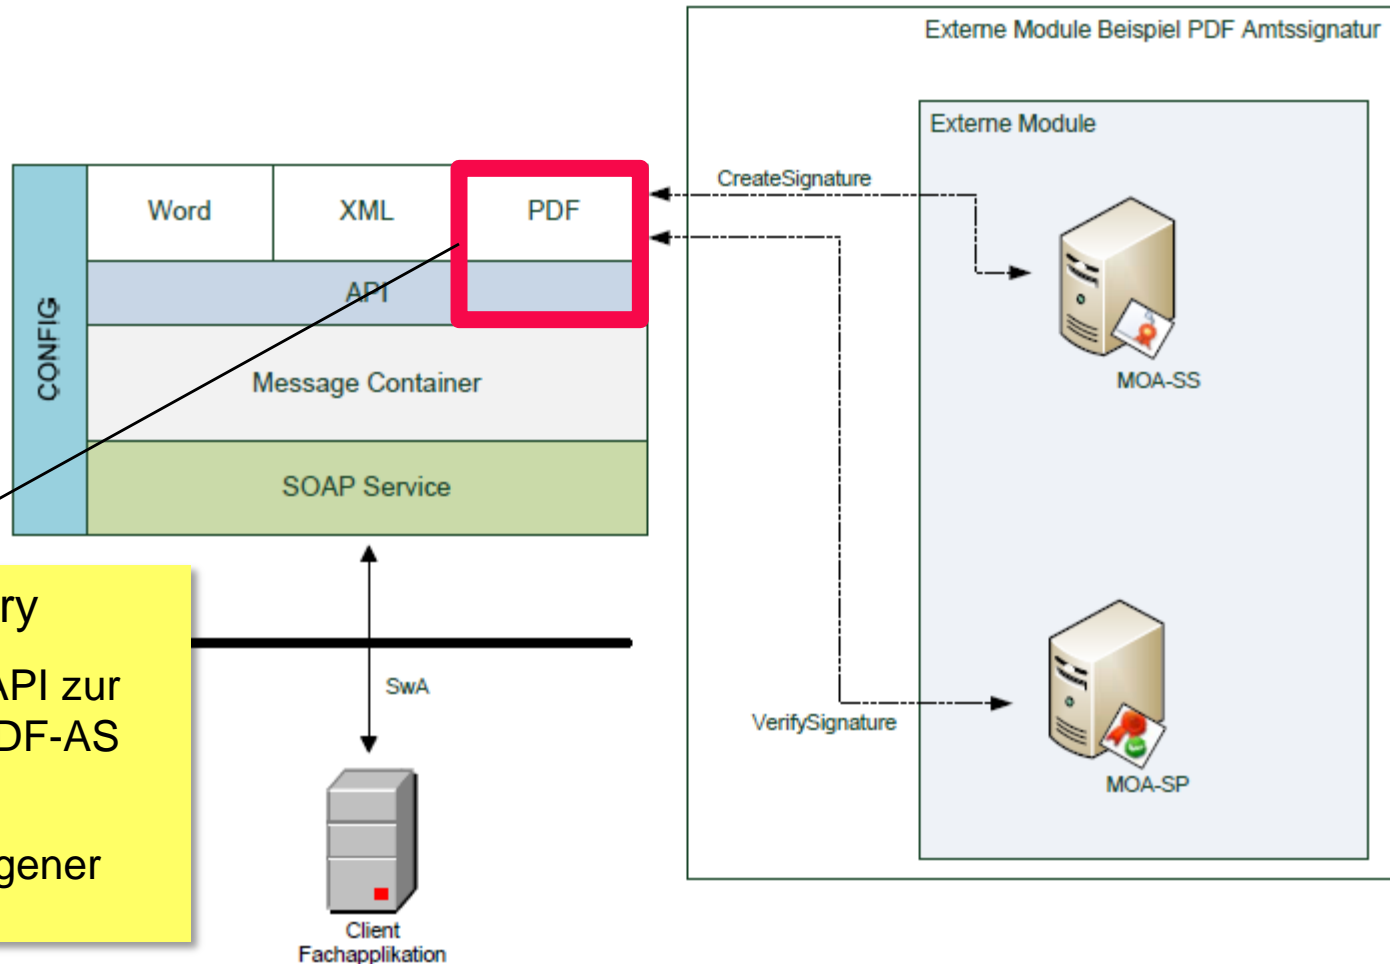 Externe Module Beispiel PDF Amtssignatur
Externe Module
CreateSignature
Word
XML
PDF
API
CONFIG
Message Container
MOA-SS
SOAP Service
SwA
VerifySignature
MOA-SP
ry
API zur
DF-AS
gener
Client
Fachapplikation